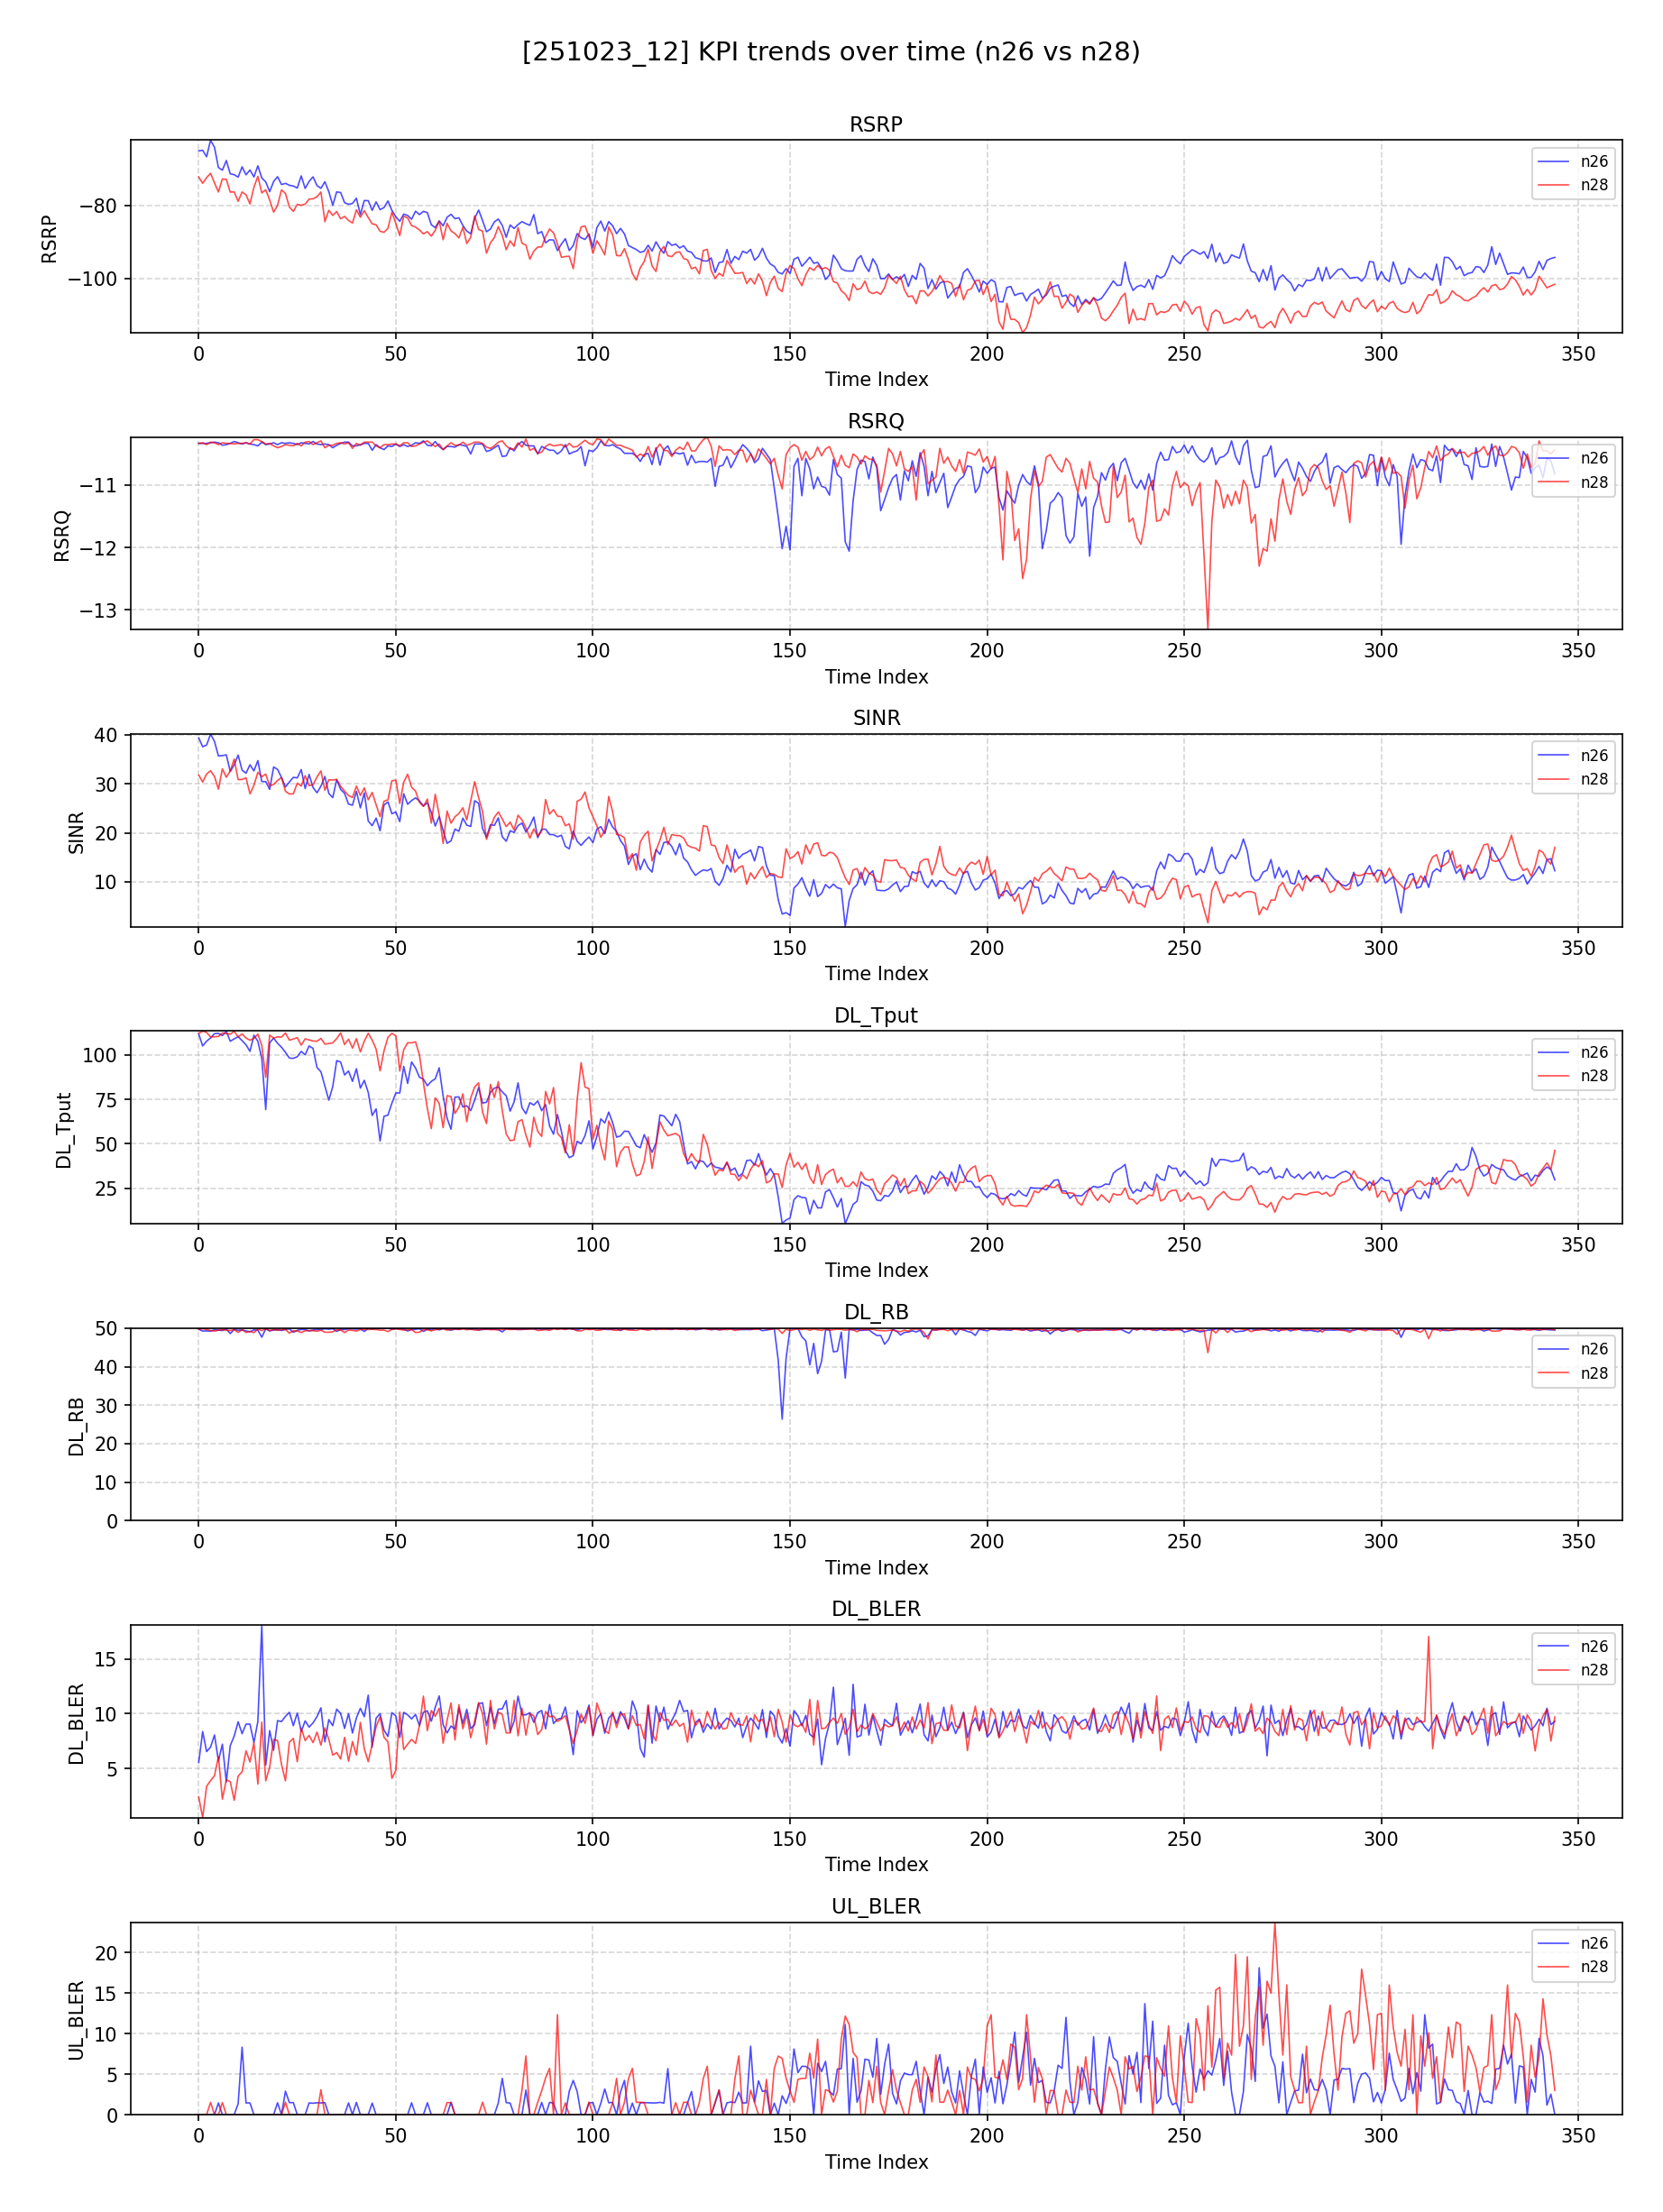 [251023_12] KPI trends over time (n26 vs n28)
RSRP
n26
n28
−80
−100
RSRP
0 50 100 150 200 250 300 350
Time Index
RSRQ
n26
n28
−11
−12
−13
RSRQ
0 50 100 150 200 250 300 350
Time Index
SINR
n26
n28
40
30
20
10
SINR
0 50 100 150 200 250 300 350
Time Index
DL_Tput
n26
n28
100
75
50
25
DL_Tput
0 50 100 150 200 250 300 350
Time Index
DL_RB
n26
n28
50
40
30
20
10
0
DL_RB
0 50 100 150 200 250 300 350
Time Index
DL_BLER
n26
n28
15
10
5
DL_BLER
0 50 100 150 200 250 300 350
Time Index
UL_BLER
n26
n28
20
15
10
5
0
UL_BLER
0 50 100 150 200 250 300 350
Time Index